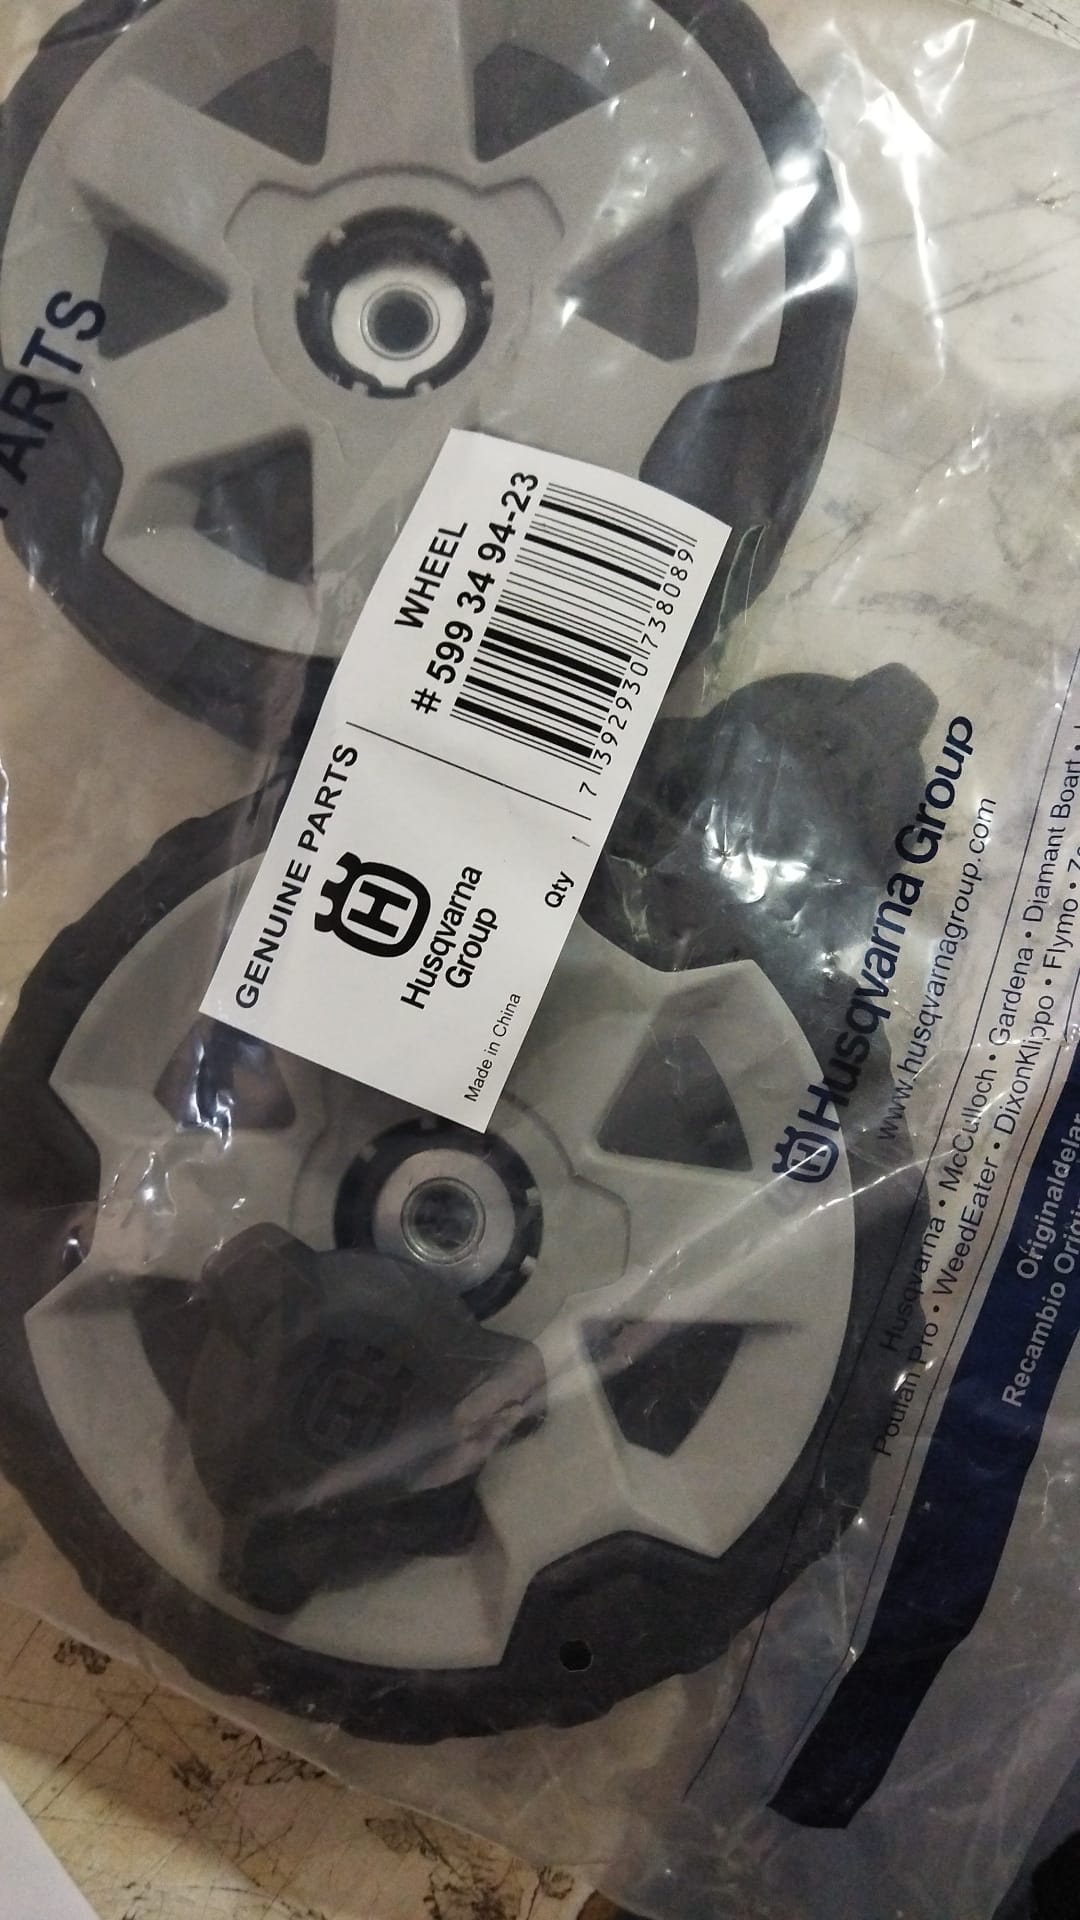 GENUINE PARTS
Husqvarna
Group
Made in China
WHEEL
# 599 34 94-23
7 392930 738089
Qty 1
ARTS
Husqvarna Group
www.husqvarnagroup.com
Husqvarna • McCulloch • Gardena • Diamant Boart •
Poulan Pro • WeedEater • DixonKlippo • Flymo •
Originaldelar
Recambio